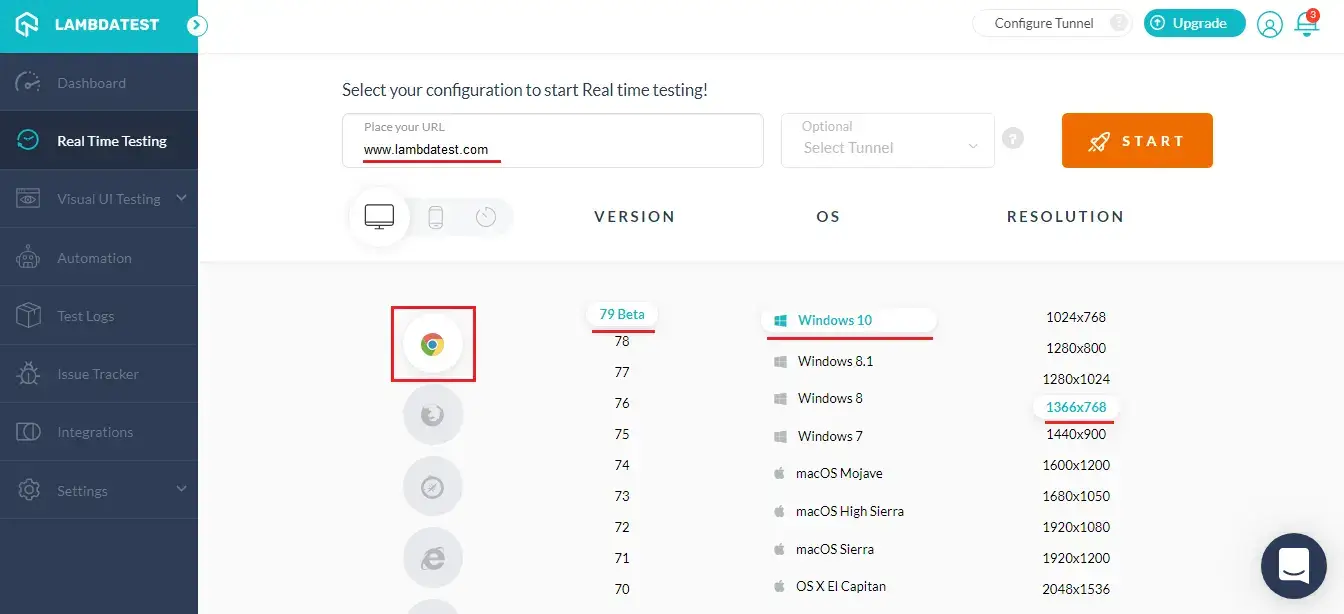 LAMBDATEST
Configure Tunnel ?
Upgrade
3
Dashboard
Real Time Testing
Visual UI Testing
Automation
Test Logs
Issue Tracker
Integrations
Settings
Select your configuration to start Real time testing!
Place your URL
www.lambdatest.com
Optional
Select Tunnel
?
START
VERSION
OS
RESOLUTION
79 Beta
78
77
76
75
74
73
72
71
70
Windows 10
Windows 8.1
Windows 8
Windows 7
macOS Mojave
macOS High Sierra
macOS Sierra
OS X El Capitan
1024x768
1280x800
1280x1024
1366x768
1440x900
1600x1200
1680x1050
1920x1080
1920x1200
2048x1536